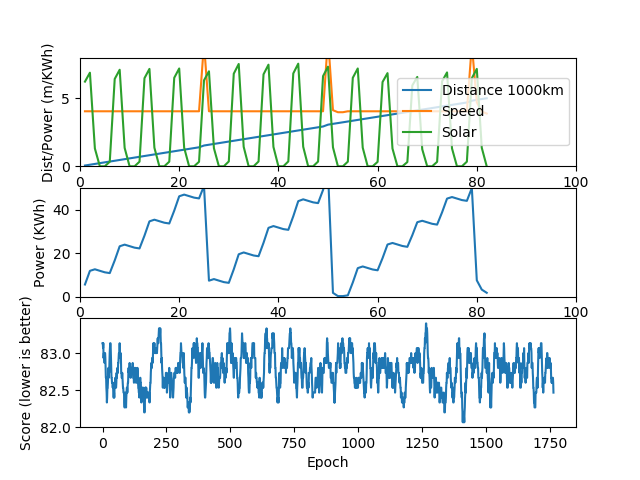 Dist/Power (m/KWh)
5
0
Distance 1000km
Speed
Solar
0 20 40 60 80 100
Power (KWh)
40
20
0
0 20 40 60 80 100
Score (lower is better)
83.0
82.5
82.0
0 250 500 750 1000 1250 1500 1750
Epoch